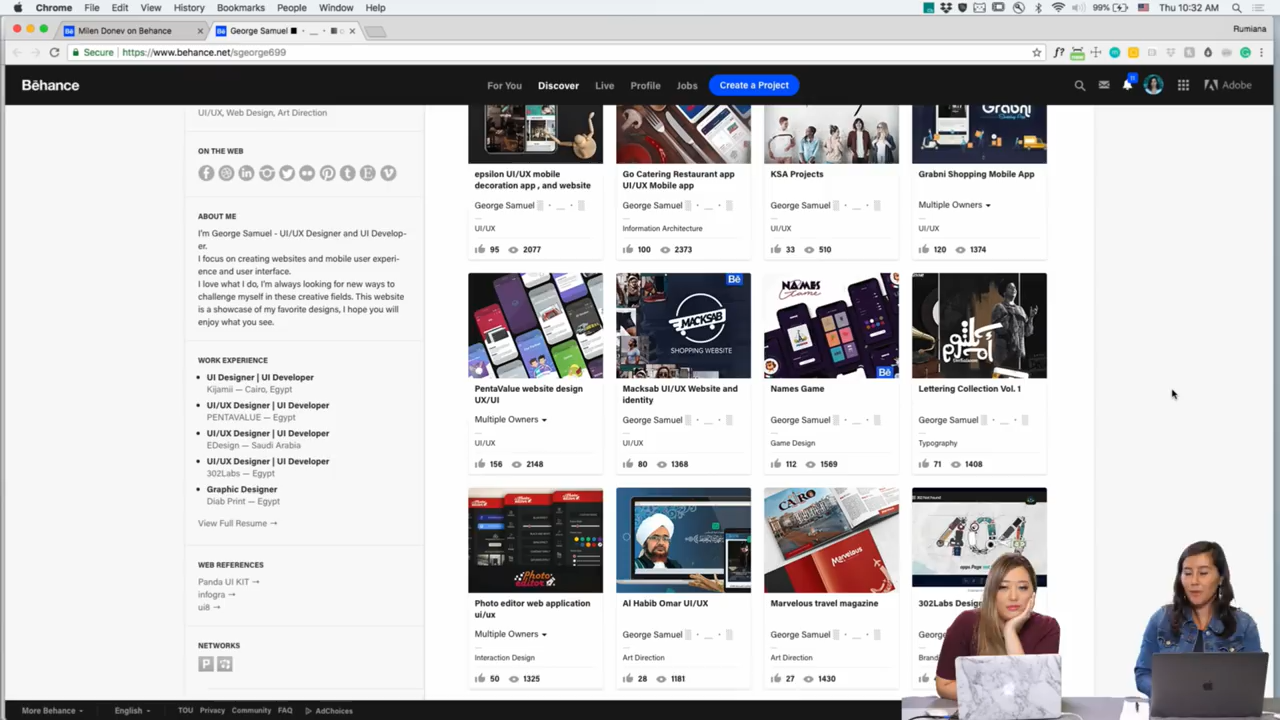 Chrome File Edit View History Bookmarks People Window Help 99% Thu 10:32 AM
Milen Donev on Behance George Samuel Rumiana
Secure https://www.behance.net/sgeorge699
Bēhance For You Discover Live Profile Jobs Create a Project Adobe
UI/UX, Web Design, Art Direction
ON THE WEB
ABOUT ME
I'm George Samuel - UI/UX Designer and UI Develop-
er.
I focus on creating websites and mobile user experi-
ence and user interface.
I love what I do, I'm always looking for new ways to
challenge myself in these creative fields. This website
is a showcase of my favorite designs, I hope you will
enjoy what you see.
WORK EXPERIENCE
• UI Designer | UI Developer
Kijamii — Cairo, Egypt
• UI/UX Designer | UI Developer
PENTAVALUE — Egypt
• UI/UX Designer | UI Developer
EDesign — Saudi Arabia
• UI/UX Designer | UI Developer
302Labs — Egypt
• Graphic Designer
Diab Print — Egypt
View Full Resume →
WEB REFERENCES
Panda UI KIT →
infogra →
ui8 →
NETWORKS
epsilon UI/UX mobile
decoration app , and website
George Samuel
UI/UX
95 2077
Go Catering Restaurant app
UI/UX Mobile app
George Samuel
Information Architecture
100 2373
KSA Projects
George Samuel
UI/UX
33 510
Grabni
Grabni Shopping Mobile App
Multiple Owners
UI/UX
120 1374
PentaValue website design
UX/UI
Multiple Owners
UI/UX
156 2148
Bē
MACKSAB
SHOPPING WEBSITE
Macksab UI/UX Website and
identity
George Samuel
UI/UX
80 1368
NAMES
Game
Bē
Names Game
George Samuel
Game Design
112 1569
Lettering Collection Vol. 1
George Samuel
Typography
71 1408
Photo editor
Photo editor web application
ui/ux
Multiple Owners
Interaction Design
50 1325
Al Habib Omar UI/UX
George Samuel
Art Direction
28 1181
CAIRO
Marvelous
Marvelous travel magazine
George Samuel
Art Direction
27 1430
302Labs Desig
George
Brand
More Behance English TOU Privacy Community FAQ AdChoices